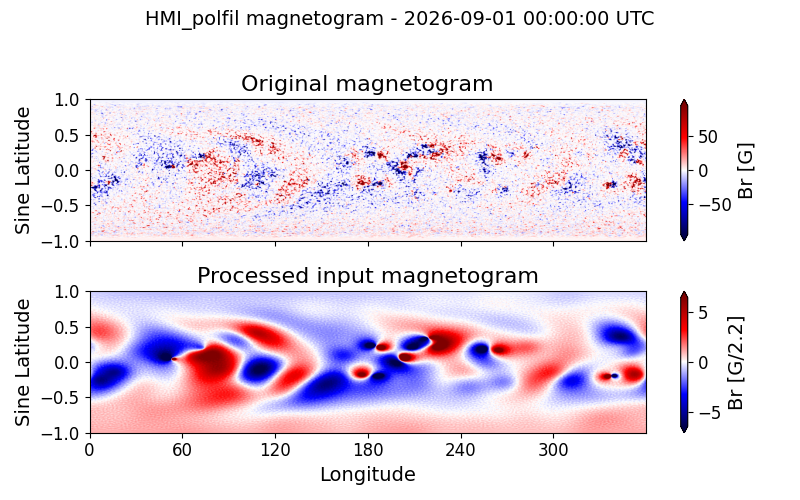 HMI_polfil magnetogram - 2026-09-01 00:00:00 UTC
Original magnetogram
1.0
0.5
0.0
−0.5
−1.0
Sine Latitude
50
0
−50
Br [G]
Processed input magnetogram
1.0
0.5
0.0
−0.5
−1.0
Sine Latitude
0
60
120
180
240
300
Longitude
5
0
−5
Br [G/2.2]